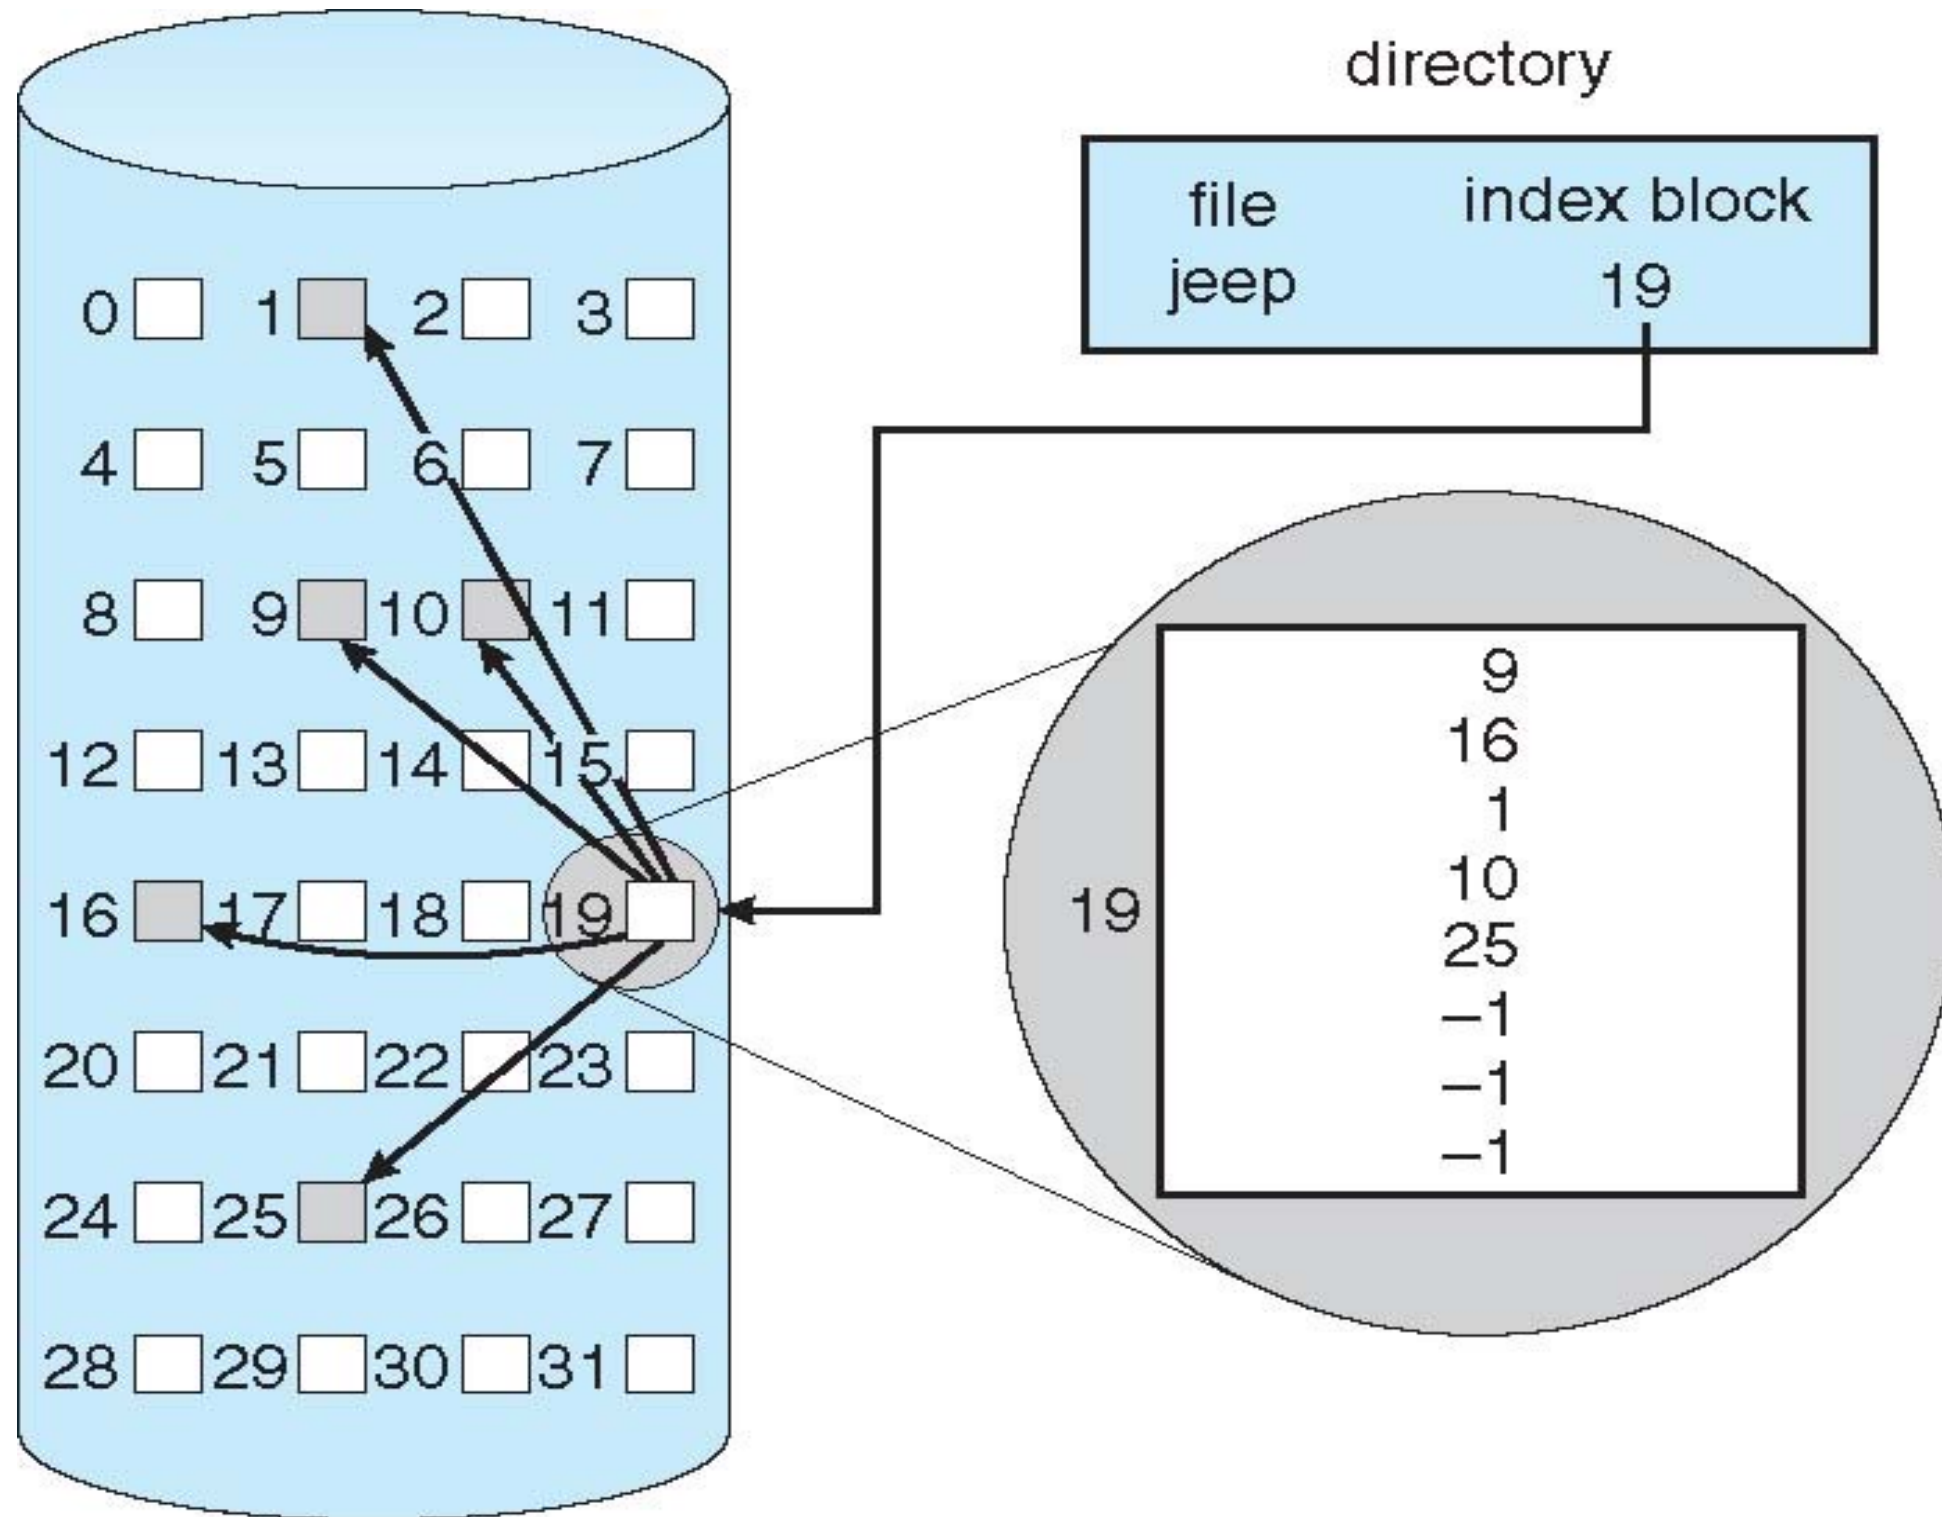 directory
file index block
jeep 19
0 1 2 3
4 5 6 7
8 9 10 11
12 13 14 15
16 17 18 19
20 21 22 23
24 25 26 27
28 29 30 31
19
9
16
1
10
25
–1
–1
–1